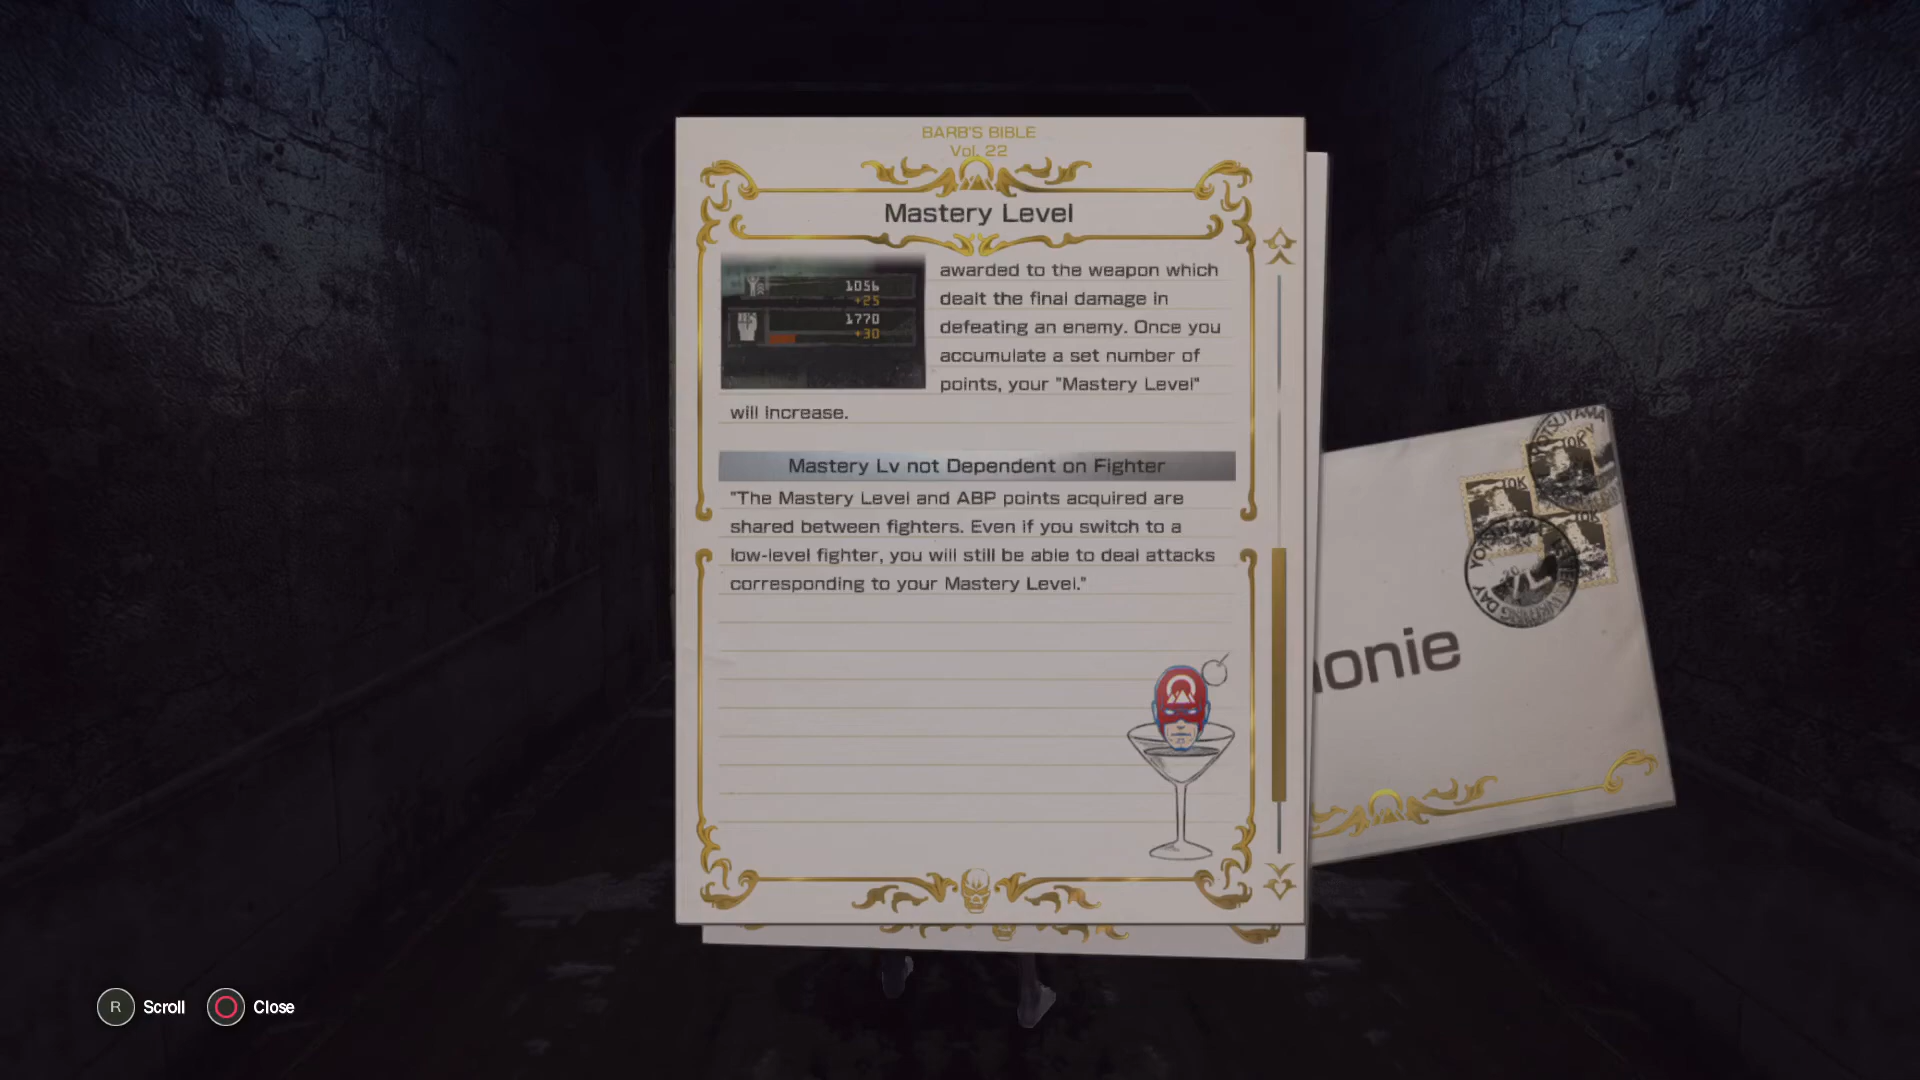 BARB'S BIBLE
Vol. 22
Mastery Level
1056
+25
1770
+30
awarded to the weapon which
dealt the final damage in
defeating an enemy. Once you
accumulate a set number of
points, your "Mastery Level"
will increase.
Mastery Lv not Dependent on Fighter
"The Mastery Level and ABP points acquired are
shared between fighters. Even if you switch to a
low-level fighter, you will still be able to deal attacks
corresponding to your Mastery Level."
onie
10K
10K
10K
R Scroll
Close